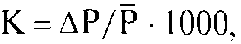 K = ΔP/P̅ · 1000,